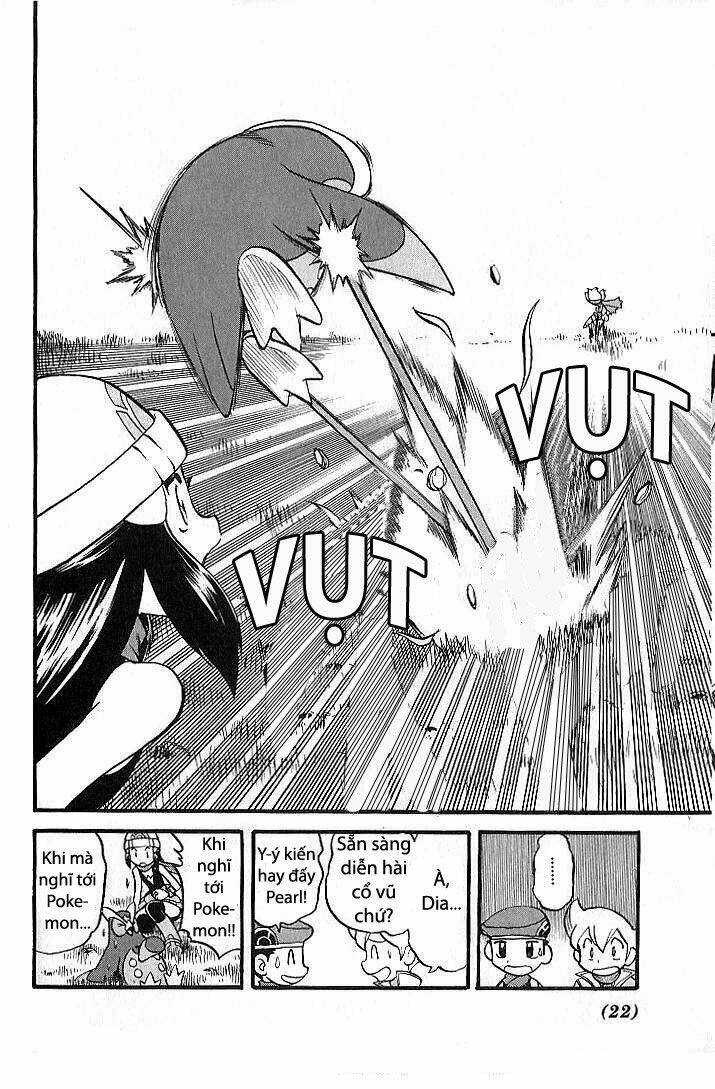 VỤT
VỤT
.......
À,
Dia...
Sẵn sàng
diễn hài
cổ vũ
chứ?
Y-ý kiến
hay đấy
Pearl!
Khi
nghĩ
tới
Poke-
mon!!
Khi mà
nghĩ tới
Poke-
mon...
(22)